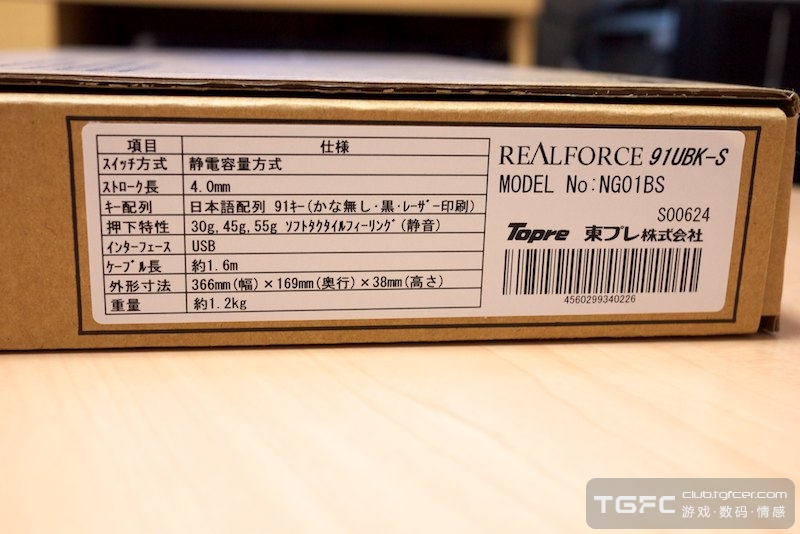 項目 仕様
スイッチ方式 静電容量方式
ストローク長 4.0mm
キー配列 日本語配列 91キー(かな無し・黒・レーザー印刷)
押下特性 30g, 45g, 55g ソフトタクタイルフィーリング(静音)
インターフェース USB
ケーブル長 約1.6m
外形寸法 366mm(幅)×169mm(奥行)×38mm(高さ)
重量 約1.2kg
REALFORCE 91UBK-S
MODEL No:NG01BS
S00624
Topre 東プレ株式会社
4560299340226
TGFC club.tgfcer.com
游戏·数码·情感